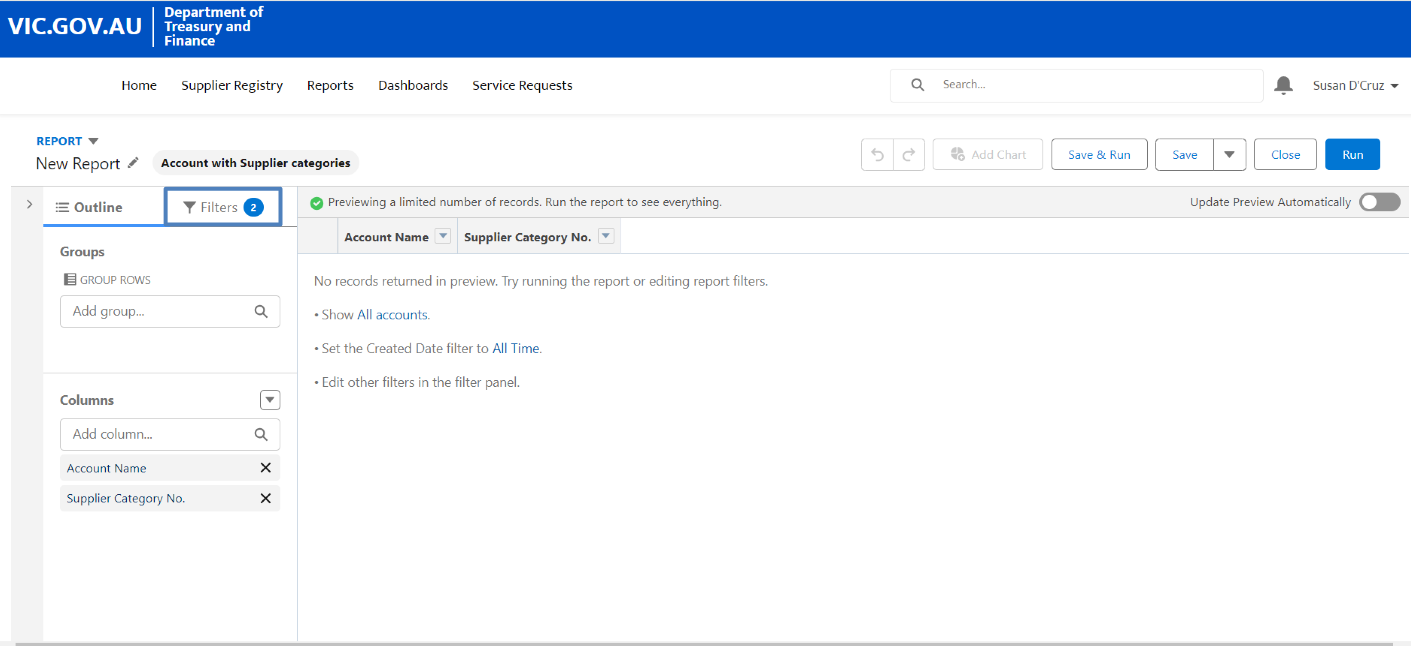 VIC.GOV.AU
Department of
Treasury and
Finance
Home Supplier Registry Reports Dashboards Service Requests
Search...
Susan D'Cruz
REPORT
New Report
Account with Supplier categories
Add Chart
Save & Run
Save
Close
Run
Outline
Filters 2
Previewing a limited number of records. Run the report to see everything.
Update Preview Automatically
Groups
GROUP ROWS
Add group...
Columns
Add column...
Account Name
Supplier Category No.
Account Name Supplier Category No.
No records returned in preview. Try running the report or editing report filters.
• Show All accounts.
• Set the Created Date filter to All Time.
• Edit other filters in the filter panel.